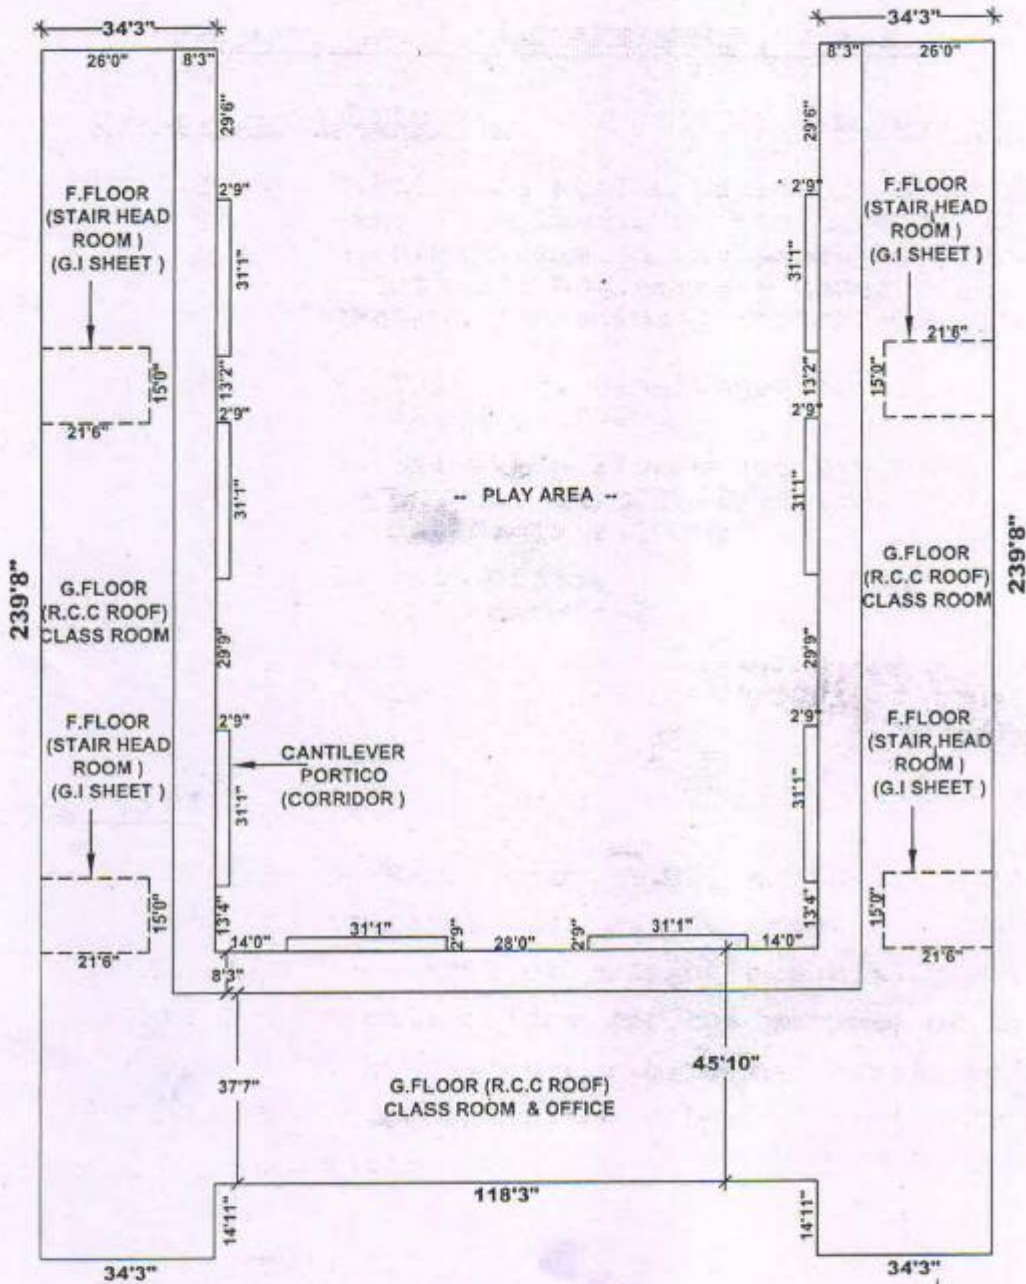 34'3"
34'3"
26'0"
8'3"
8'3"
26'0"
29'6"
29'6"
2'9"
2'9"
F.FLOOR
(STAIR HEAD
ROOM )
(G.I SHEET )
F.FLOOR
(STAIR HEAD
ROOM )
(G.I SHEET )
31'1"
31'1"
21'6"
15'0"
13'2"
13'2"
15'0"
2'9"
2'9"
21'6"
31'1"
-- PLAY AREA --
31'1"
239'8"
G.FLOOR
(R.C.C ROOF)
CLASS ROOM
G.FLOOR
(R.C.C ROOF)
CLASS ROOM
239'8"
29'9"
29'9"
2'9"
2'9"
F.FLOOR
(STAIR HEAD
ROOM )
(G.I SHEET )
F.FLOOR
(STAIR HEAD
ROOM )
(G.I SHEET )
CANTILEVER
PORTICO
(CORRIDOR )
31'1"
31'1"
15'0"
13'4"
13'4"
15'0"
21'6"
14'0"
31'1"
2'9"
28'0"
2'9"
31'1"
14'0"
21'6"
8'3"
37'7"
45'10"
G.FLOOR (R.C.C ROOF)
CLASS ROOM & OFFICE
118'3"
14'11"
14'11"
34'3"
34'3"